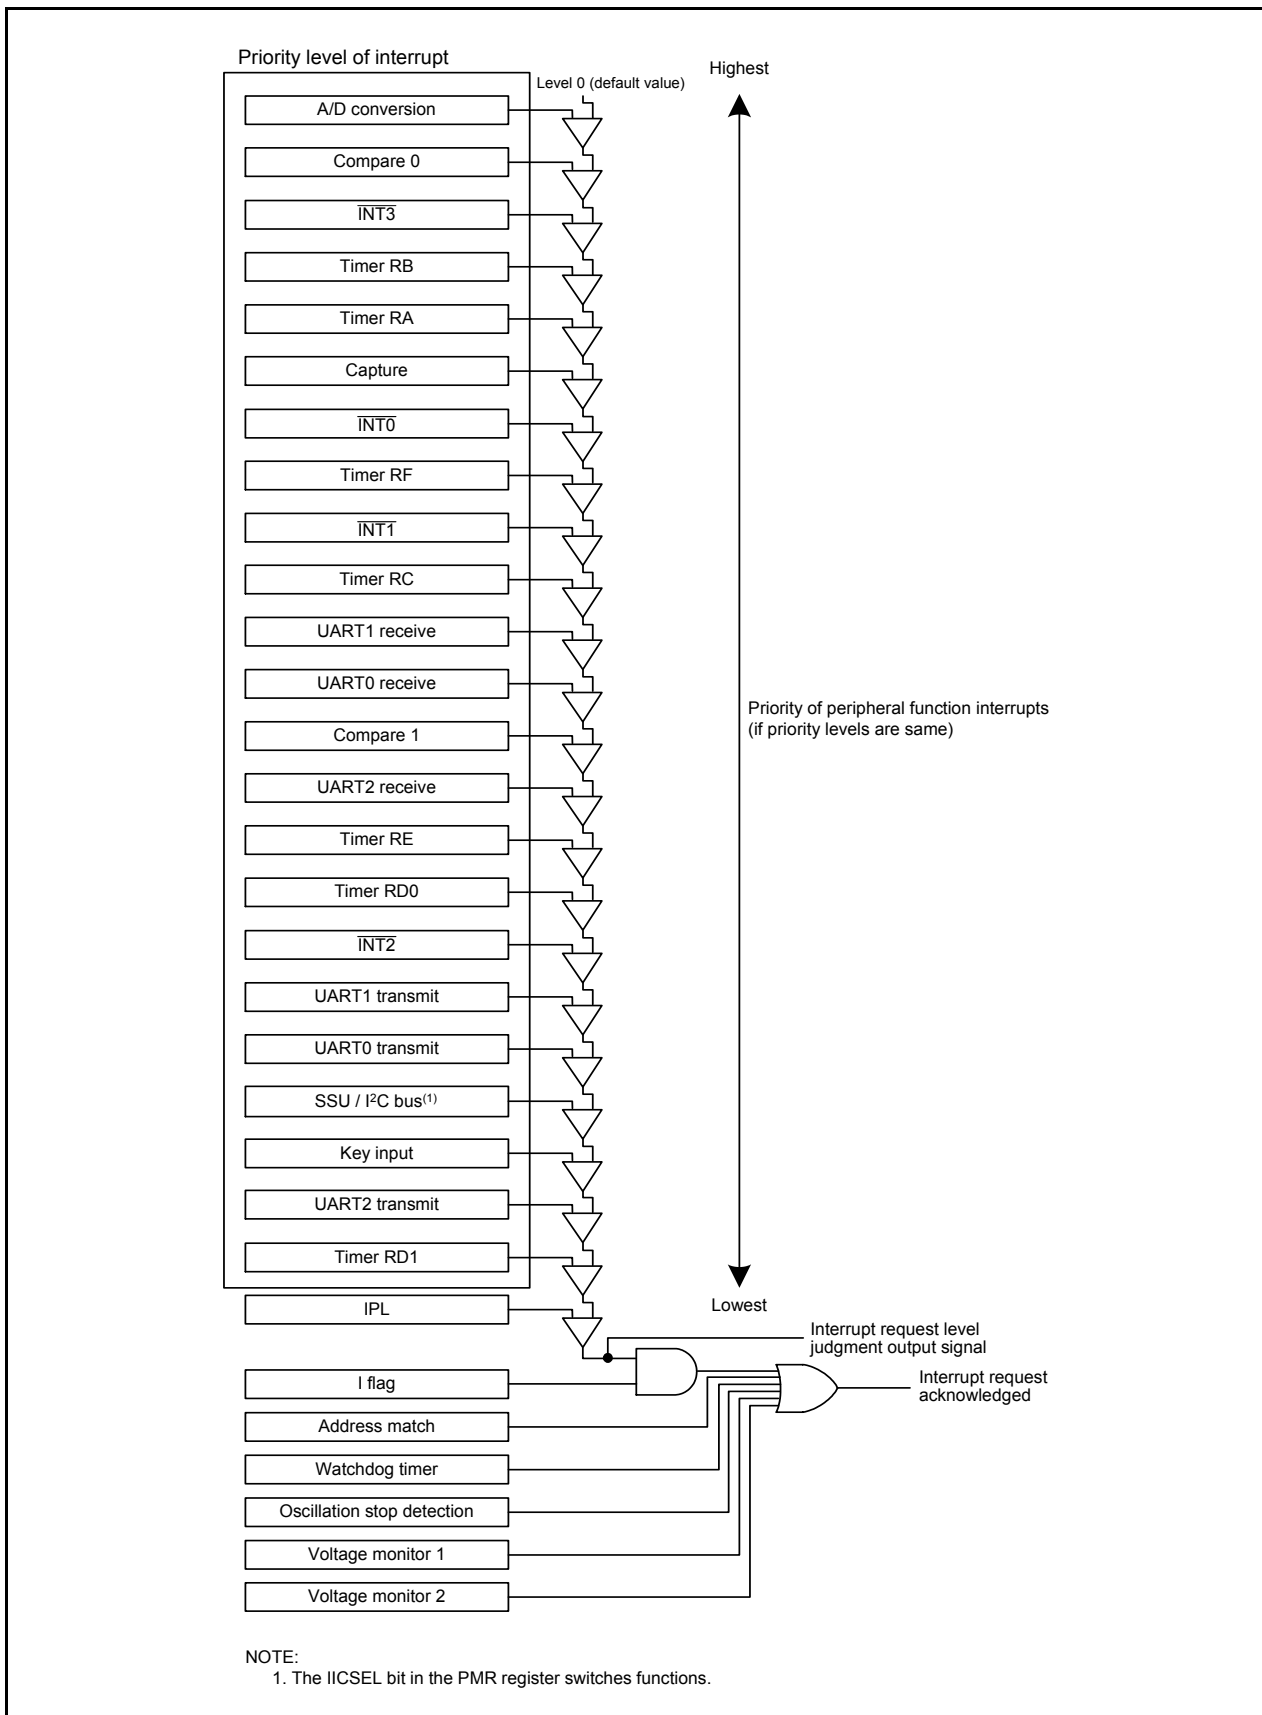 Priority level of interrupt
Level 0 (default value)
Highest
A/D conversion
Compare 0
INT3
Timer RB
Timer RA
Capture
INT0
Timer RF
INT1
Timer RC
UART1 receive
UART0 receive
Compare 1
UART2 receive
Timer RE
Timer RD0
INT2
UART1 transmit
UART0 transmit
SSU / I²C bus(1)
Key input
UART2 transmit
Timer RD1
Priority of peripheral function interrupts
(if priority levels are same)
Lowest
IPL
Interrupt request level
judgment output signal
I flag
Interrupt request
acknowledged
Address match
Watchdog timer
Oscillation stop detection
Voltage monitor 1
Voltage monitor 2
NOTE:
1. The IICSEL bit in the PMR register switches functions.